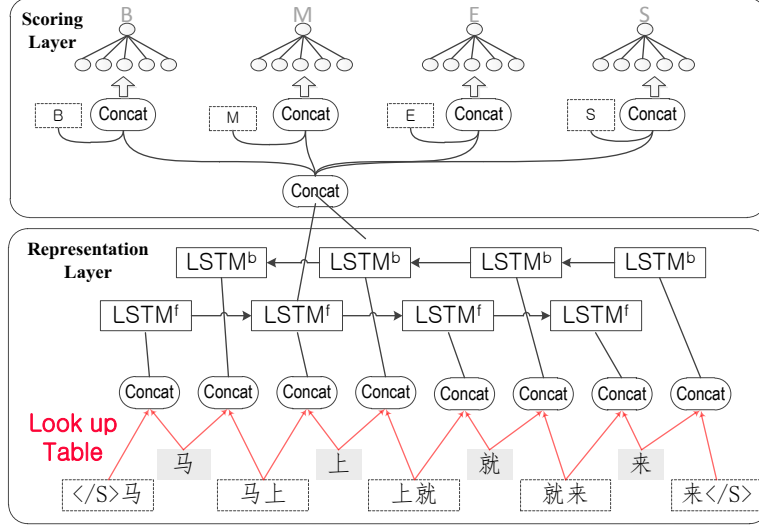 Scoring
Layer
B M E S
B Concat M Concat E Concat S Concat
Concat
Representation
Layer
LSTMᵇ LSTMᵇ LSTMᵇ LSTMᵇ
LSTMᶠ LSTMᶠ LSTMᶠ LSTMᶠ
Concat Concat Concat Concat Concat Concat Concat Concat
Look up
Table
马 上 就 来
</S>马 马上 上就 就来 来</S>